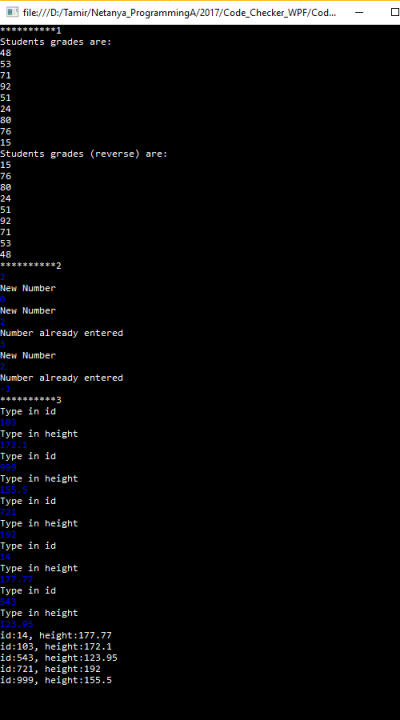 file:///D:/Tamir/Netanya_ProgrammingA/2017/Code_Checker_WPF/Cod...
**********1
Students grades are:
48
53
71
92
51
24
80
76
15
Students grades (reverse) are:
15
76
80
24
51
92
71
53
48
**********2
2
New Number
0
New Number
2
Number already entered
3
New Number
2
Number already entered
-1
**********3
Type in id
103
Type in height
172.1
Type in id
999
Type in height
155.5
Type in id
721
Type in height
192
Type in id
14
Type in height
177.77
Type in id
543
Type in height
123.95
id:14, height:177.77
id:103, height:172.1
id:543, height:123.95
id:721, height:192
id:999, height:155.5